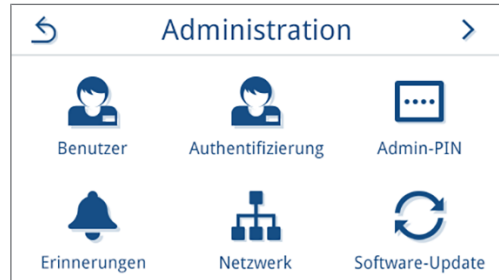 Administration
Benutzer
Authentifizierung
Admin-PIN
Erinnerungen
Netzwerk
Software-Update